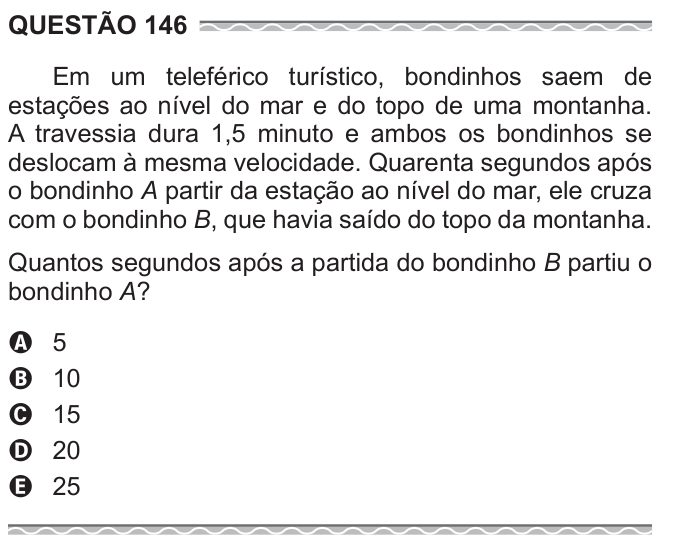 QUESTÃO 146
Em um teleférico turístico, bondinhos saem de
estações ao nível do mar e do topo de uma montanha.
A travessia dura 1,5 minuto e ambos os bondinhos se
deslocam à mesma velocidade. Quarenta segundos após
o bondinho A partir da estação ao nível do mar, ele cruza
com o bondinho B, que havia saído do topo da montanha.
Quantos segundos após a partida do bondinho B partiu o
bondinho A?
A 5
B 10
C 15
D 20
E 25